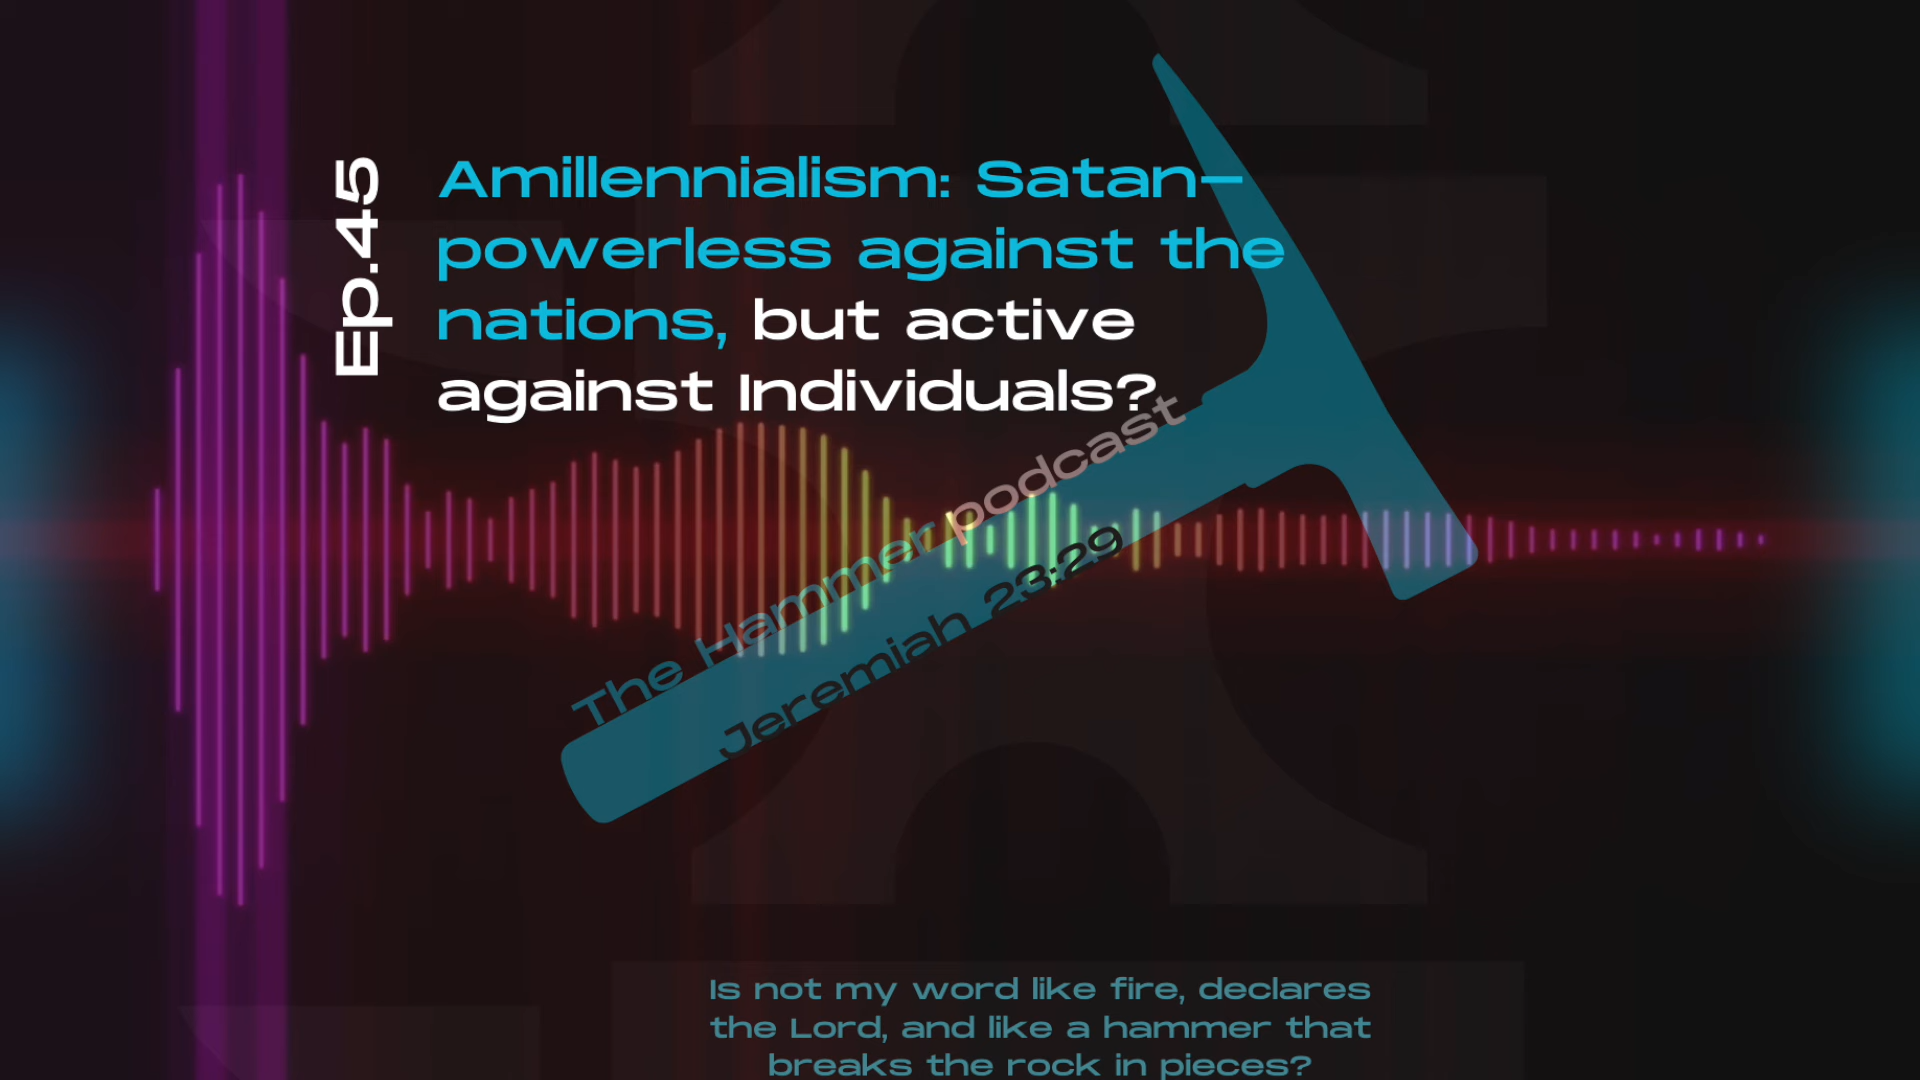 Ep.45
Amillennialism: Satan-
powerless against the
nations, but active
against Individuals?
The Hammer podcast
Jeremiah 23:29
Is not my word like fire, declares
the Lord, and like a hammer that
breaks the rock in pieces?